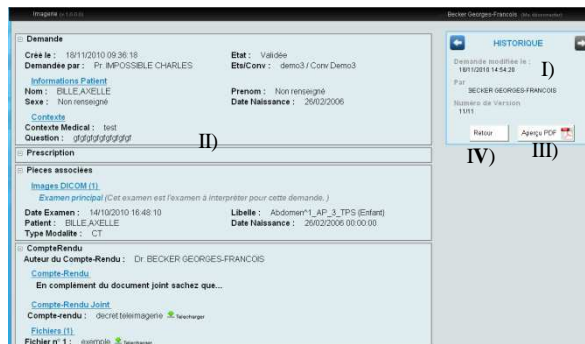 Imagerie (v 1.0.0.0)
Becker Georges-Francois
Demande
Créé le : 18/11/2010 09:36:18 Etat : Validée
Demandée par : Pr. IMPOSSIBLE CHARLES Ets/Conv : demo3 / Conv Demo3
Informations Patient
Nom : BILLE,AXELLE Prenom : Non renseigné
Sexe : Non renseigné Date Naissance : 26/02/2006
Contexte
Contexte Medical : test
Question : gfgfgfgfgfgfgfgf
II)
Prescription
Pieces associées
Images DICOM (1)
Examen principal (Cet examen est l'examen à interpréter pour cette demande, )
Date Examen : 14/10/2010 16:48:10 Libelle : Abdomen^1_AP_3_TPS (Enfant)
Patient : BILLE,AXELLE Date Naissance : 26/02/2006 00:00:00
Type Modalite : CT
CompteRendu
Auteur du Compte-Rendu : Dr BECKER GEORGES-FRANCOIS
Compte-Rendu
En complément du document joint sachez que...
Compte-Rendu Joint
Compte-rendu : decret teleimagerie Telecharger
Fichiers (1)
Fichier n° 1 : exemple Telecharger
HISTORIQUE
Demande modifiée le :
18/11/2010 14:54:28
I)
Par
BECKER GEORGES-FRANCOIS
Numéro de Version
11/11
Retour Aperçu PDF
IV) III)